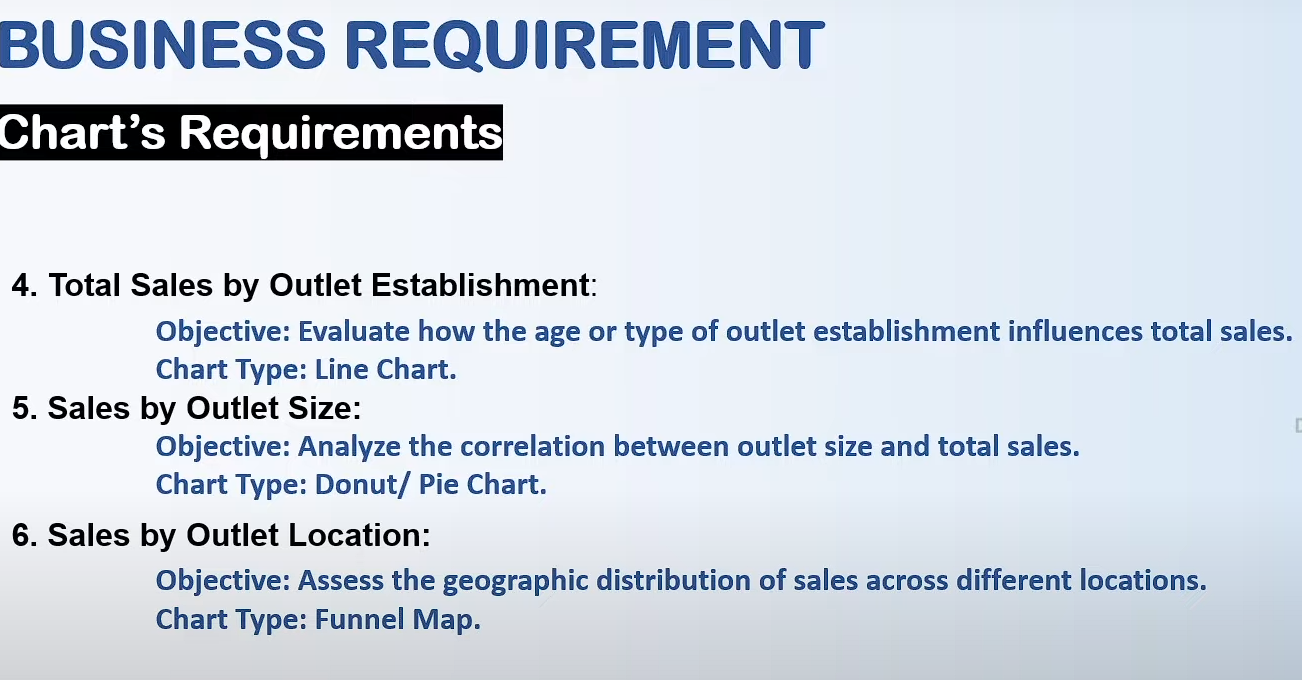 BUSINESS REQUIREMENT
Chart’s Requirements
4. Total Sales by Outlet Establishment:
Objective: Evaluate how the age or type of outlet establishment influences total sales.
Chart Type: Line Chart.
5. Sales by Outlet Size:
Objective: Analyze the correlation between outlet size and total sales.
Chart Type: Donut/ Pie Chart.
6. Sales by Outlet Location:
Objective: Assess the geographic distribution of sales across different locations.
Chart Type: Funnel Map.